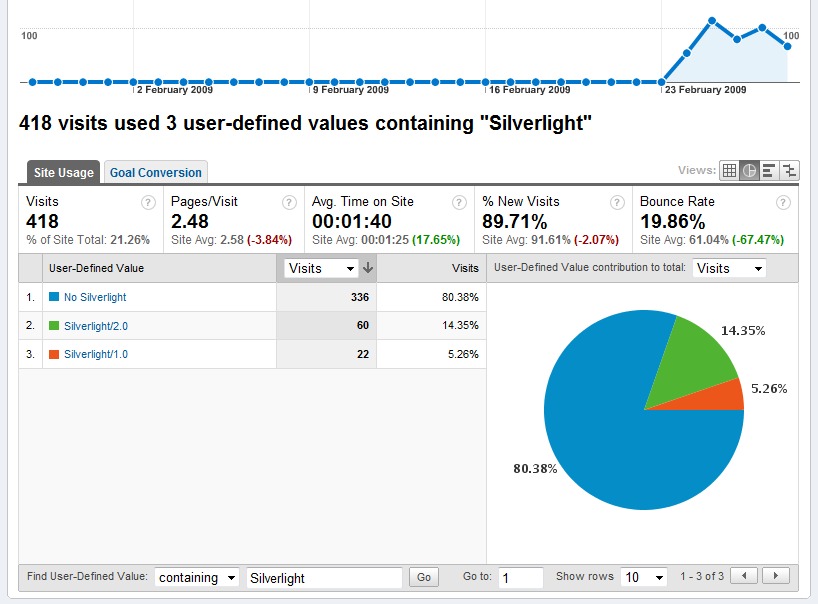 100 100
2 February 2009 9 February 2009 16 February 2009 23 February 2009
418 visits used 3 user-defined values containing "Silverlight"
Site Usage Goal Conversion Views:
Visits ? Pages/Visit ? Avg. Time on Site ? % New Visits ? Bounce Rate ?
418 2.48 00:01:40 89.71% 19.86%
% of Site Total: 21.26% Site Avg: 2.58 (-3.84%) Site Avg: 00:01:25 (17.65%) Site Avg: 91.61% (-2.07%) Site Avg: 61.04% (-67.47%)
User-Defined Value Visits Visits User-Defined Value contribution to total: Visits
1. No Silverlight 336 80.38%
2. Silverlight/2.0 60 14.35%
3. Silverlight/1.0 22 5.26%
14.35%
5.26%
80.38%
Find User-Defined Value: containing Silverlight Go Go to: 1 Show rows 10 1 - 3 of 3